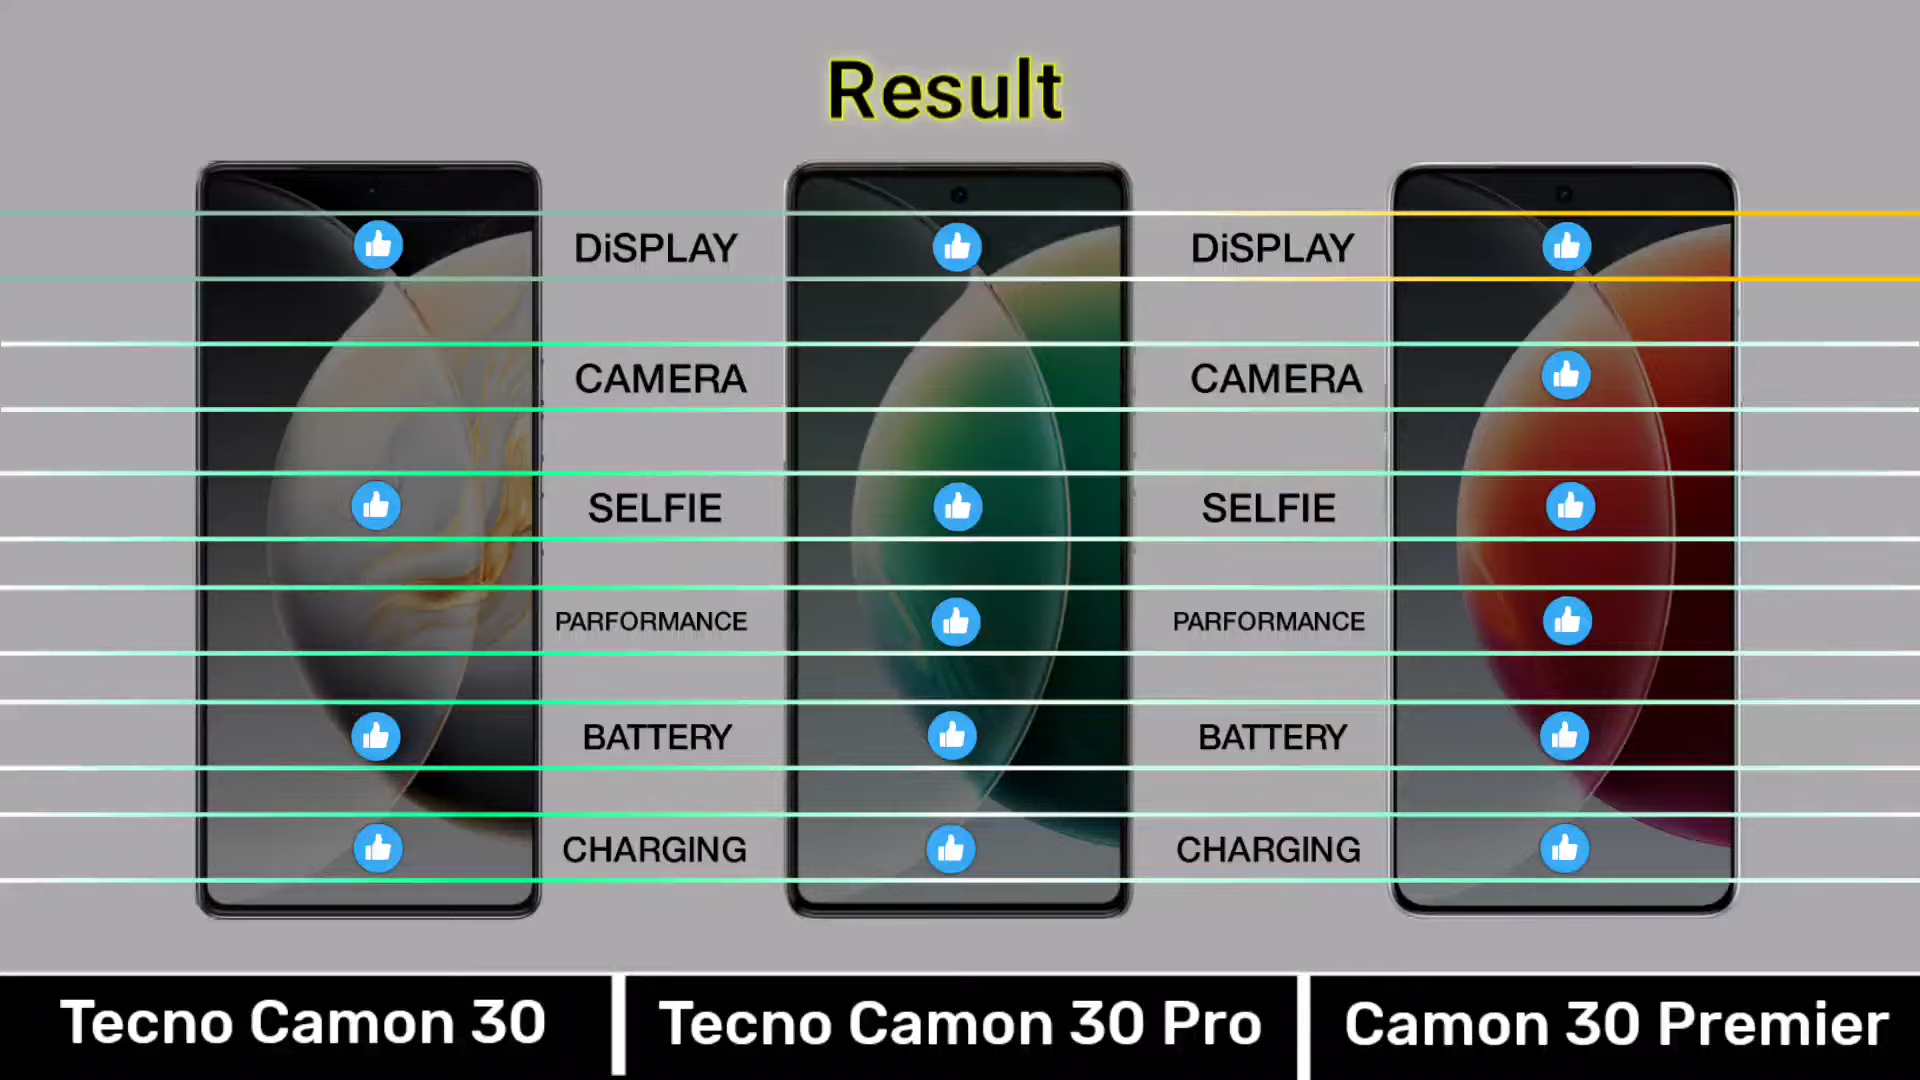 Result
DiSPLAY DiSPLAY
CAMERA CAMERA
SELFIE SELFIE
PARFORMANCE PARFORMANCE
BATTERY BATTERY
CHARGING CHARGING
Tecno Camon 30 Tecno Camon 30 Pro Camon 30 Premier